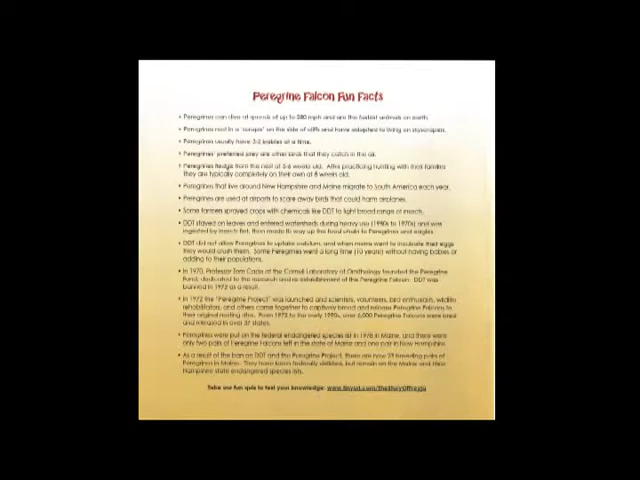 Peregrine Falcon Fun Facts
• Peregrines can dive at speeds of up to 280 mph and are the fastest animals on earth.
• Peregrines nest in a "scrape" on the side of cliffs and have adapted to living on skyscrapers.
• Peregrines usually have 3-5 babies at a time.
• Peregrines' preferred prey are other birds that they catch in the air.
• Peregrines fledge from the nest at 5-6 weeks old. After practicing hunting with their families
they are typically completely on their own at 8 weeks old.
• Peregrines that live around New Hampshire and Maine migrate to South America each year.
• Peregrines are used at airports to scare away birds that could harm airplanes.
• Some farmers sprayed crops with chemicals like DDT to fight broad range of insects.
• DDT stayed on leaves and entered watersheds during heavy use (1940s to 1970s) and was
ingested by insects first, then made its way up the food chain to Peregrines and eagles.
• DDT did not allow Peregrines to uptake calcium, and when moms went to incubate their eggs
they would crush them. Some Peregrines went a long time (10 years) without having babies or
adding to their populations.
• In 1970, Professor Tom Cade at the Cornell Laboratory of Ornithology founded the Peregrine
Fund, dedicated to the research and re-establishment of the Peregrine Falcon. DDT was
banned in 1972 as a result.
• In 1972 the "Peregrine Project" was launched and scientists, volunteers, bird enthusiasts, wildlife
rehabilitators, and others came together to captively breed and release Peregrine Falcons to
their original nesting sites. From 1972 to the early 1990s, over 6,000 Peregrine Falcons were bred
and released in over 37 states.
• Peregrines were put on the federal endangered species list in 1978 in Maine, and there were
only two pairs of Peregrine Falcons left in the state of Maine and one pair in New Hampshire.
• As a result of the ban on DDT and the Peregrine Project, there are now 25 breeding pairs of
Peregrines in Maine. They have been federally delisted, but remain on the Maine and New
Hampshire state endangered species lists.
Take our fun quiz to test your knowledge: